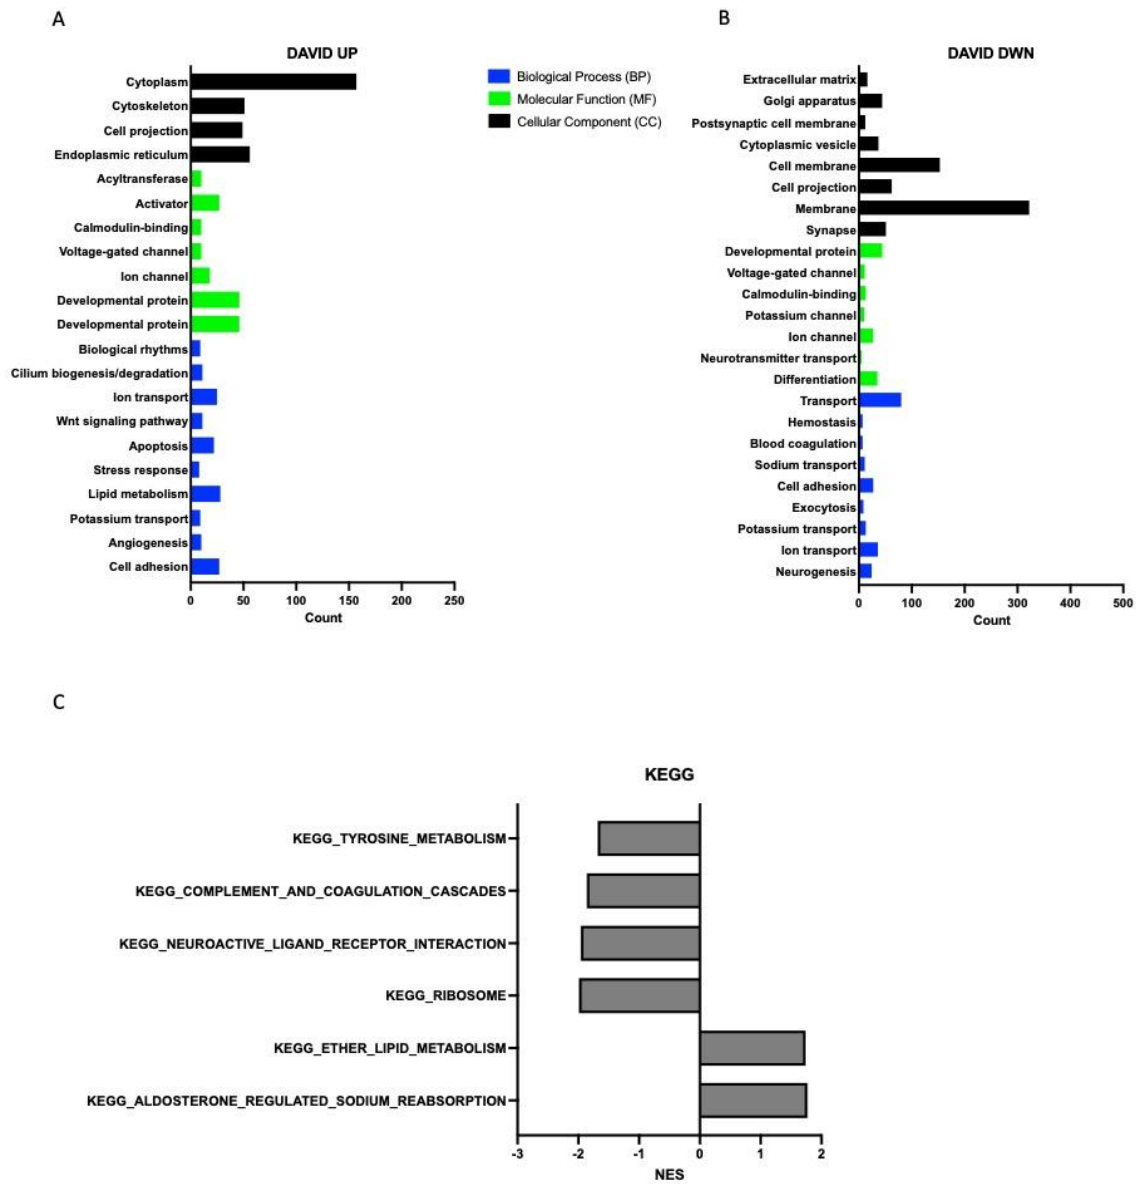 A
DAVID UP
Cytoplasm
Cytoskeleton
Cell projection
Endoplasmic reticulum
Acyltransferase
Activator
Calmodulin-binding
Voltage-gated channel
Ion channel
Developmental protein
Developmental protein
Biological rhythms
Cilium biogenesis/degradation
Ion transport
Wnt signaling pathway
Apoptosis
Stress response
Lipid metabolism
Potassium transport
Angiogenesis
Cell adhesion
0 50 100 150 200 250
Count
Biological Process (BP)
Molecular Function (MF)
Cellular Component (CC)
B
DAVID DWN
Extracellular matrix
Golgi apparatus
Postsynaptic cell membrane
Cytoplasmic vesicle
Cell membrane
Cell projection
Membrane
Synapse
Developmental protein
Voltage-gated channel
Calmodulin-binding
Potassium channel
Ion channel
Neurotransmitter transport
Differentiation
Transport
Hemostasis
Blood coagulation
Sodium transport
Cell adhesion
Exocytosis
Potassium transport
Ion transport
Neurogenesis
0 100 200 300 400 500
Count
C
KEGG
KEGG_TYROSINE_METABOLISM
KEGG_COMPLEMENT_AND_COAGULATION_CASCADES
KEGG_NEUROACTIVE_LIGAND_RECEPTOR_INTERACTION
KEGG_RIBOSOME
KEGG_ETHER_LIPID_METABOLISM
KEGG_ALDOSTERONE_REGULATED_SODIUM_REABSORPTION
-3 -2 -1 0 1 2
NES